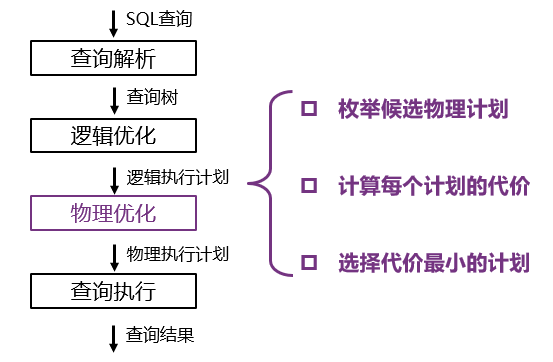 SQL查询
查询解析
查询树
逻辑优化
逻辑执行计划
物理优化
物理执行计划
查询执行
查询结果
枚举候选物理计划
计算每个计划的代价
选择代价最小的计划